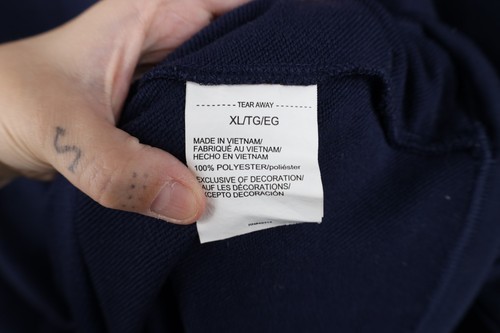 ---------- TEAR AWAY ----------
XL/TG/EG
MADE IN VIETNAM/
FABRIQUÉ AU VIETNAM/
HECHO EN VIETNAM
100% POLYESTER/poliéster
EXCLUSIVE OF DECORATION/
AUF LES DÉCORATIONS/
EXCEPTO DECORACIÓN